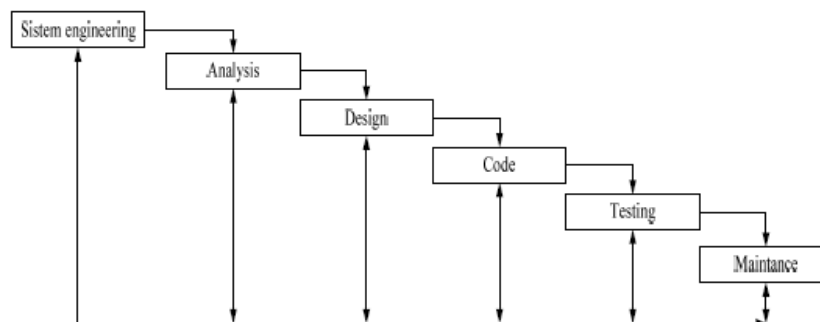 Sistem engineering
Analysis
Design
Code
Testing
Maintance